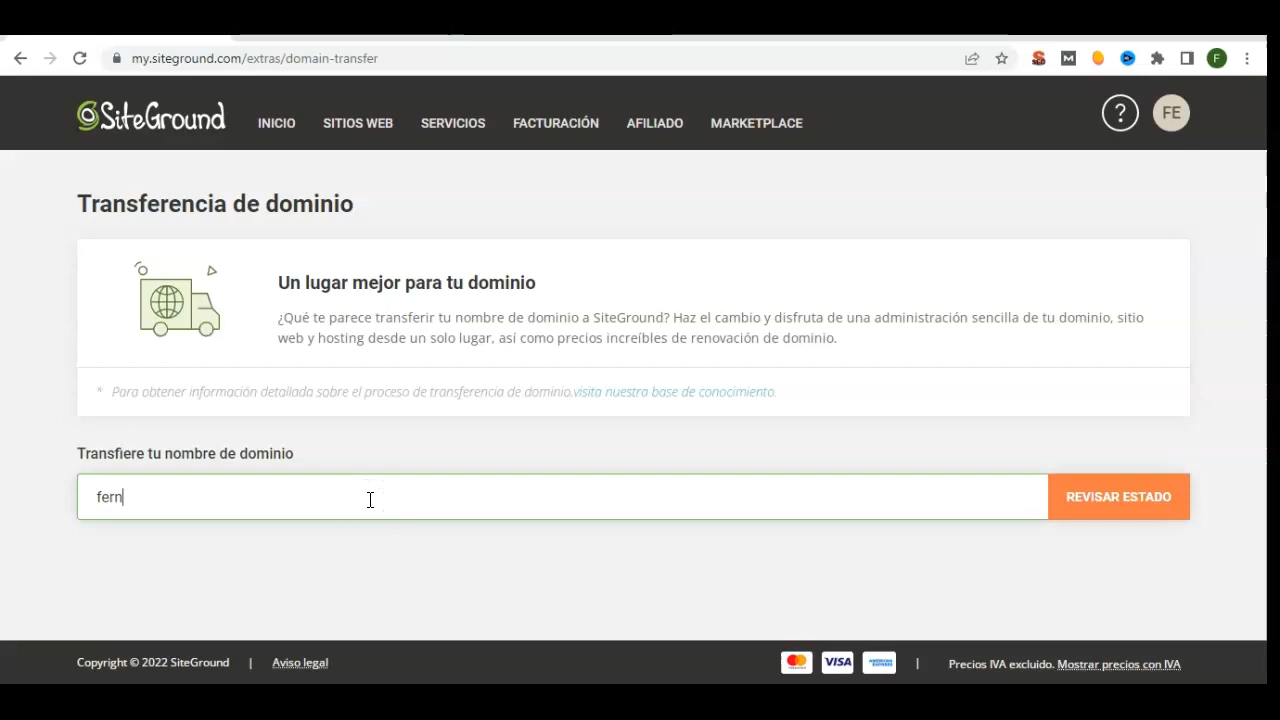 my.siteground.com/extras/domain-transfer
F
SiteGround
INICIO
SITIOS WEB
SERVICIOS
FACTURACIÓN
AFILIADO
MARKETPLACE
?
FE
Transferencia de dominio
Un lugar mejor para tu dominio
¿Qué te parece transferir tu nombre de dominio a SiteGround? Haz el cambio y disfruta de una administración sencilla de tu dominio, sitio
web y hosting desde un solo lugar, así como precios increíbles de renovación de dominio.
* Para obtener información detallada sobre el proceso de transferencia de dominio,visita nuestra base de conocimiento.
Transfiere tu nombre de dominio
fern
REVISAR ESTADO
Copyright © 2022 SiteGround | Aviso legal
VISA
| Precios IVA excluido. Mostrar precios con IVA